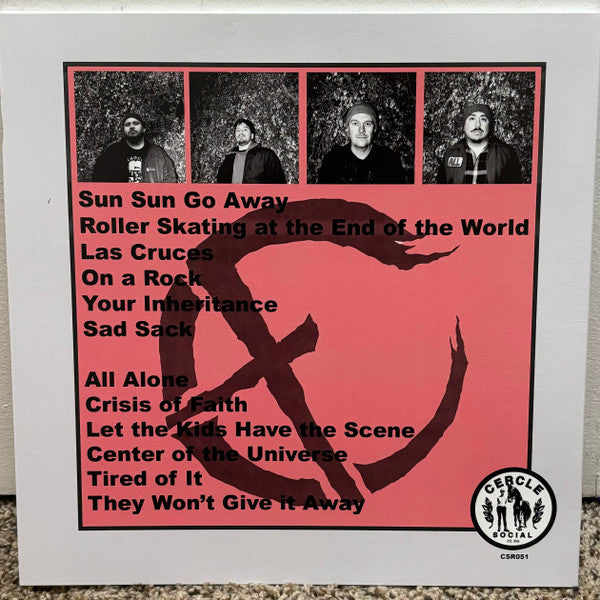 ALL
Sun Sun Go Away
Roller Skating at the End of the World
Las Cruces
On a Rock
Your Inheritance
Sad Sack
All Alone
Crisis of Faith
Let the Kids Have the Scene
Center of the Universe
Tired of It
They Won't Give it Away
CERCLE
SOCIAL
CSR051